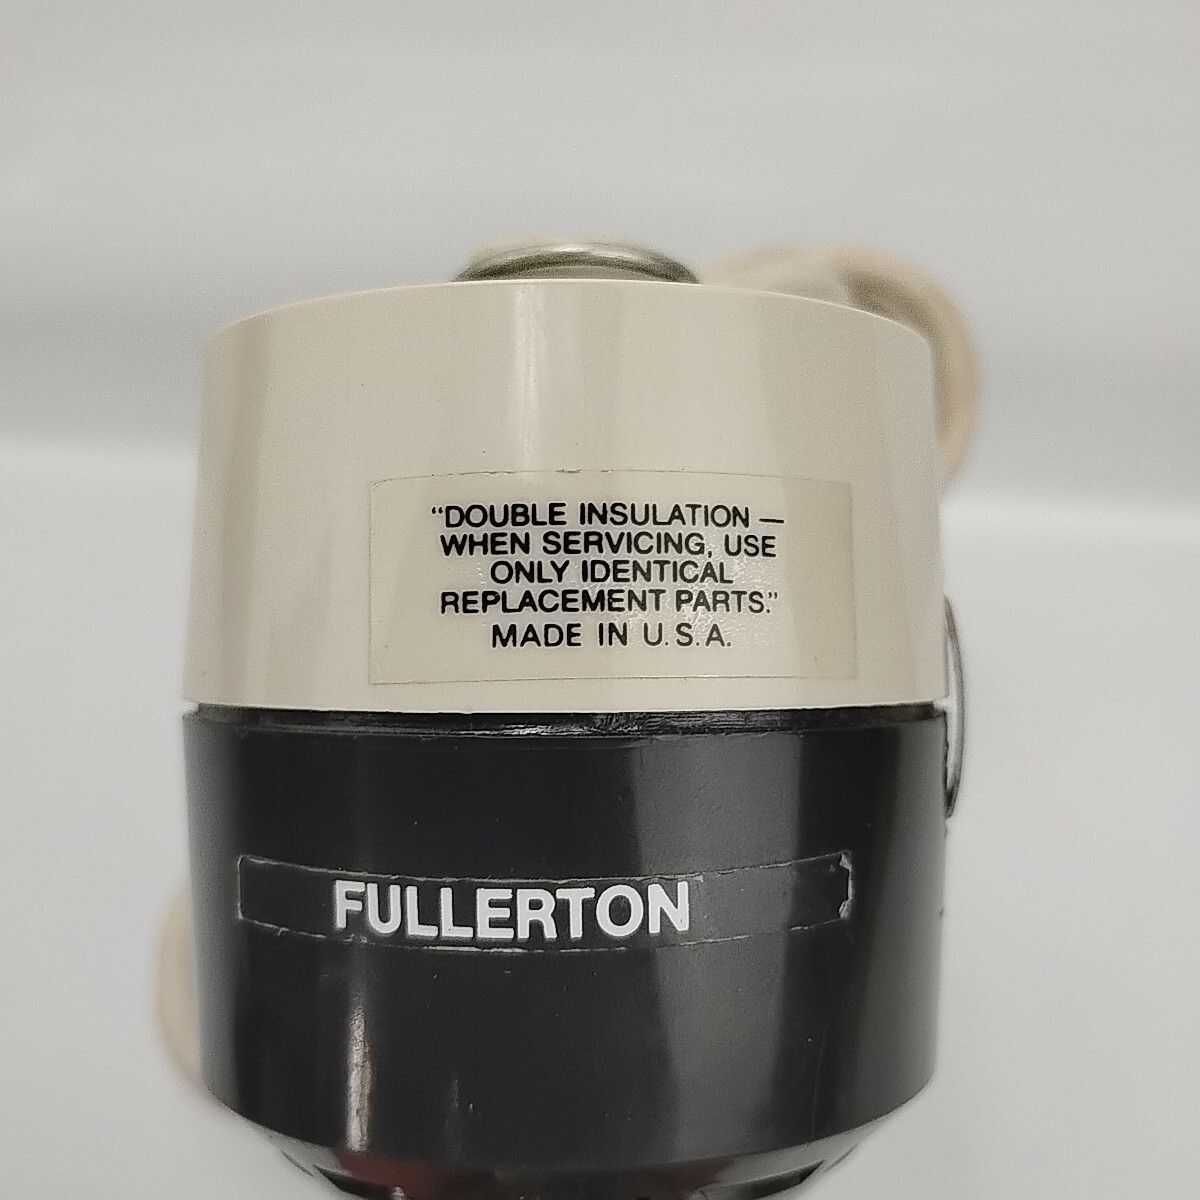 "DOUBLE INSULATION —
WHEN SERVICING, USE
ONLY IDENTICAL
REPLACEMENT PARTS."
MADE IN U.S.A.
FULLERTON